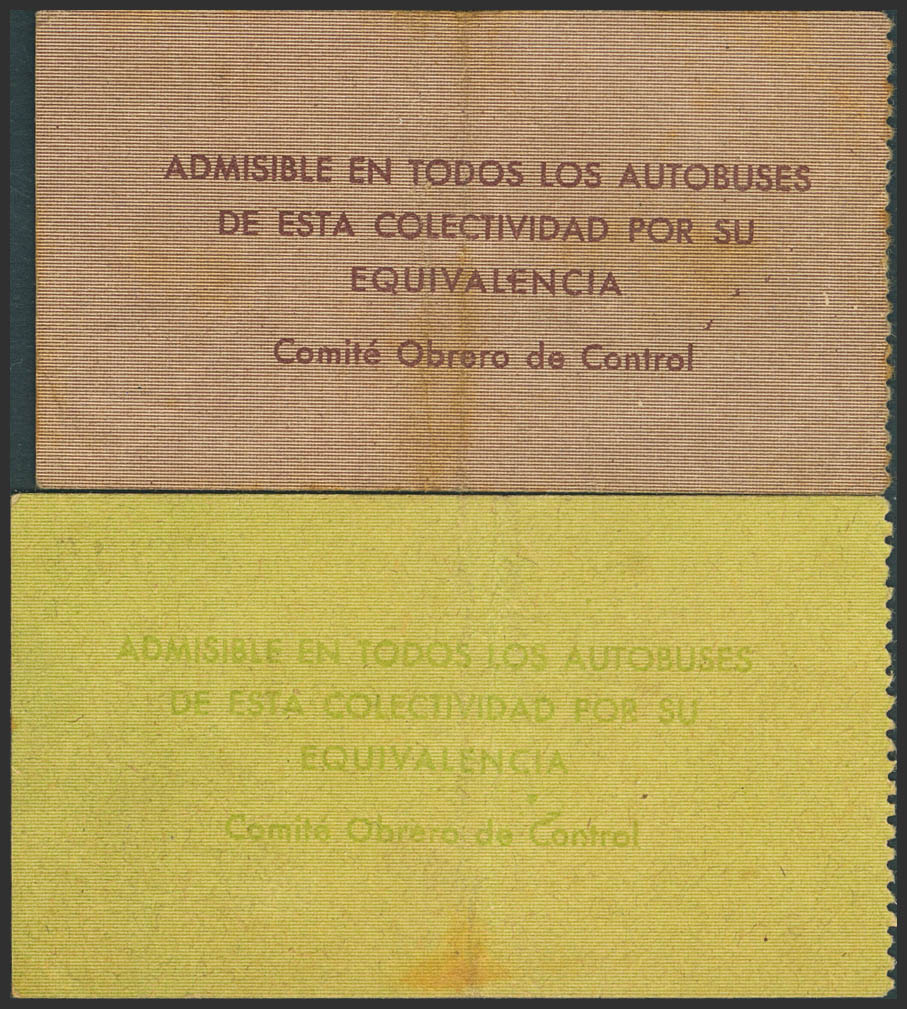 ADMISIBLE EN TODOS LOS AUTOBUSES
DE ESTA COLECTIVIDAD POR SU
EQUIVALENCIA
Comité Obrero de Control
ADMISIBLE EN TODOS LOS AUTOBUSES
DE ESTA COLECTIVIDAD POR SU
EQUIVALENCIA
Comité Obrero de Control